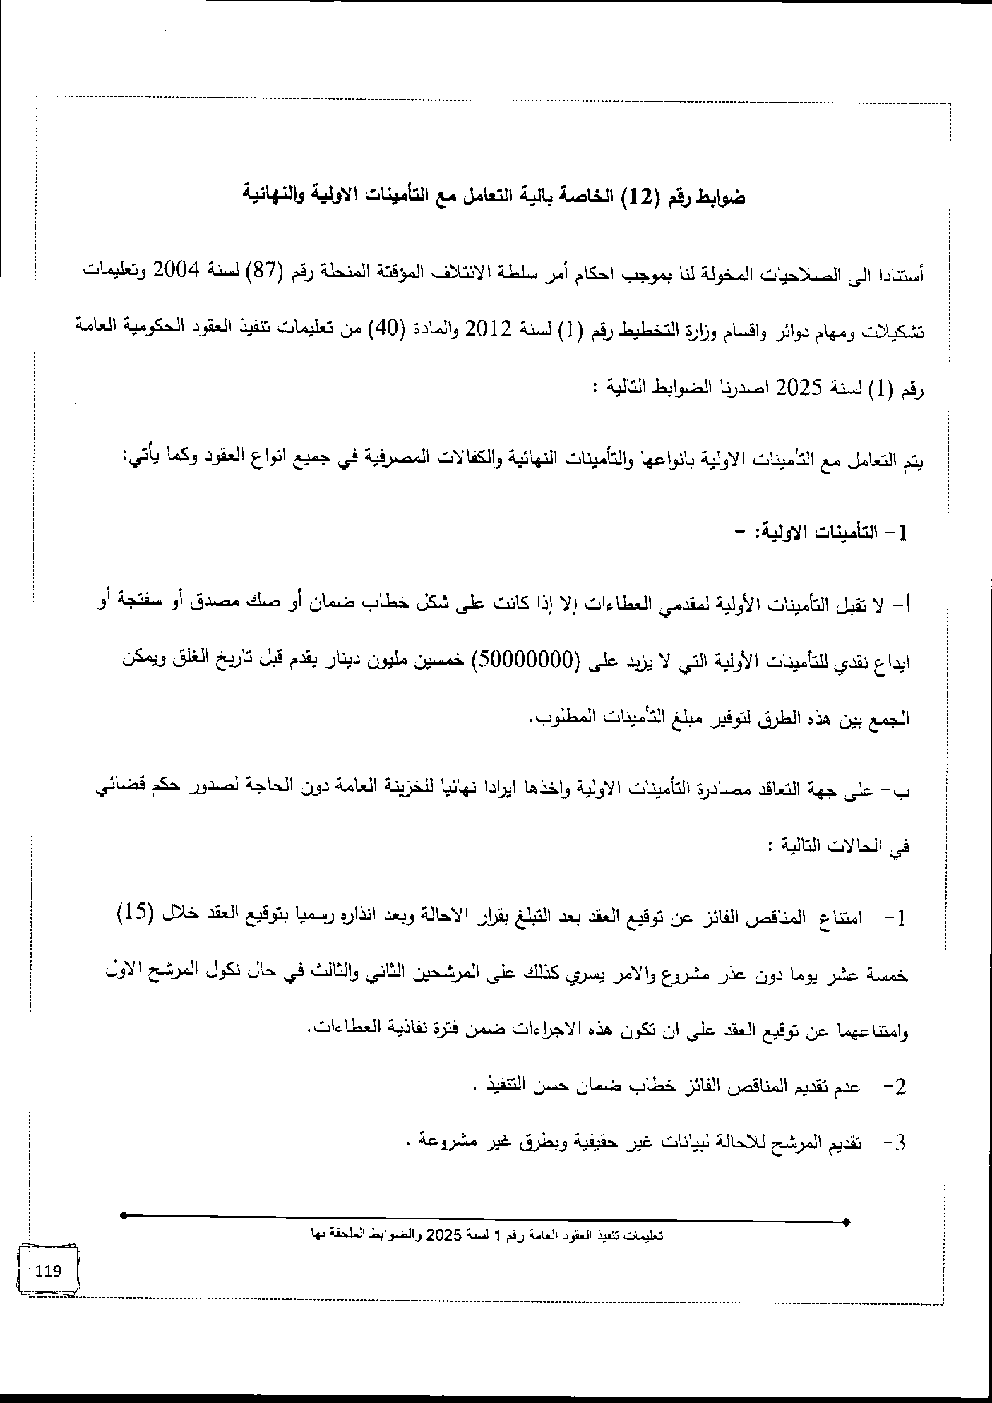 ضوابط رقم (12) الخاصة بالية التعامل مع التأمينات الاولية والنهائية
أستنادا الى الصلاحيات المخولة لنا بموجب احكام أمر سلطة الائتلاف المؤقتة المنحلة رقم (87) لسنة 2004 وتعليمات
تشكيلات ومهام دوائر واقسام وزارة التخطيط رقم (1) لسنة 2012 والمادة (40) من تعليمات تنفيذ العقود الحكومية العامة
رقم (1) لسنة 2025 اصدرنا الضوابط التالية :
يتم التعامل مع التأمينات الاولية بانواعها والتأمينات النهائية والكفالات المصرفية في جميع انواع العقود وكما يأتي:
1- التأمينات الاولية: -
أ- لا تقبل التأمينات الأولية لمقدمي العطاءات إلا إذا كانت على شكل خطاب ضمان أو صك مصدق أو سفتجة أو
ايداع نقدي للتأمينات الأولية التي لا يزيد على (50000000) خمسين مليون دينار يقدم قبل تاريخ الغلق ويمكن
الجمع بين هذه الطرق لتوفير مبلغ التأمينات المطلوب.
ب- على جهة التعاقد مصادرة التأمينات الاولية واخذها ايرادا نهائيا للخزينة العامة دون الحاجة لصدور حكم قضائي
في الحالات التالية :
1- امتناع المناقص الفائز عن توقيع العقد بعد التبلغ بقرار الاحالة وبعد انذاره رسميا بتوقيع العقد خلال (15)
خمسة عشر يوما دون عذر مشروع والامر يسري كذلك على المرشحين الثاني والثالث في حال نكول المرشح الاول
وامتناعهما عن توقيع العقد على ان تكون هذه الاجراءات ضمن فترة نفاذية العطاءات.
2- عدم تقديم المناقص الفائز خطاب ضمان حسن التنفيذ .
3- تقديم المرشح للاحالة لبيانات غير حقيقية وبطرق غير مشروعة .
تعليمات تنفيذ العقود العامة رقم 1 لسنة 2025 والضوابط الملحقة بها
119